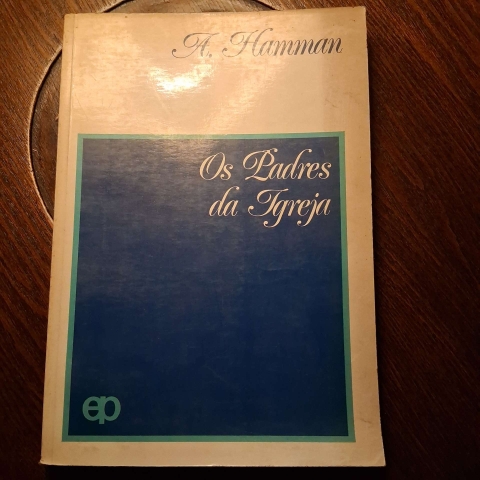 A. Hamman
Os Padres
da Igreja
ep